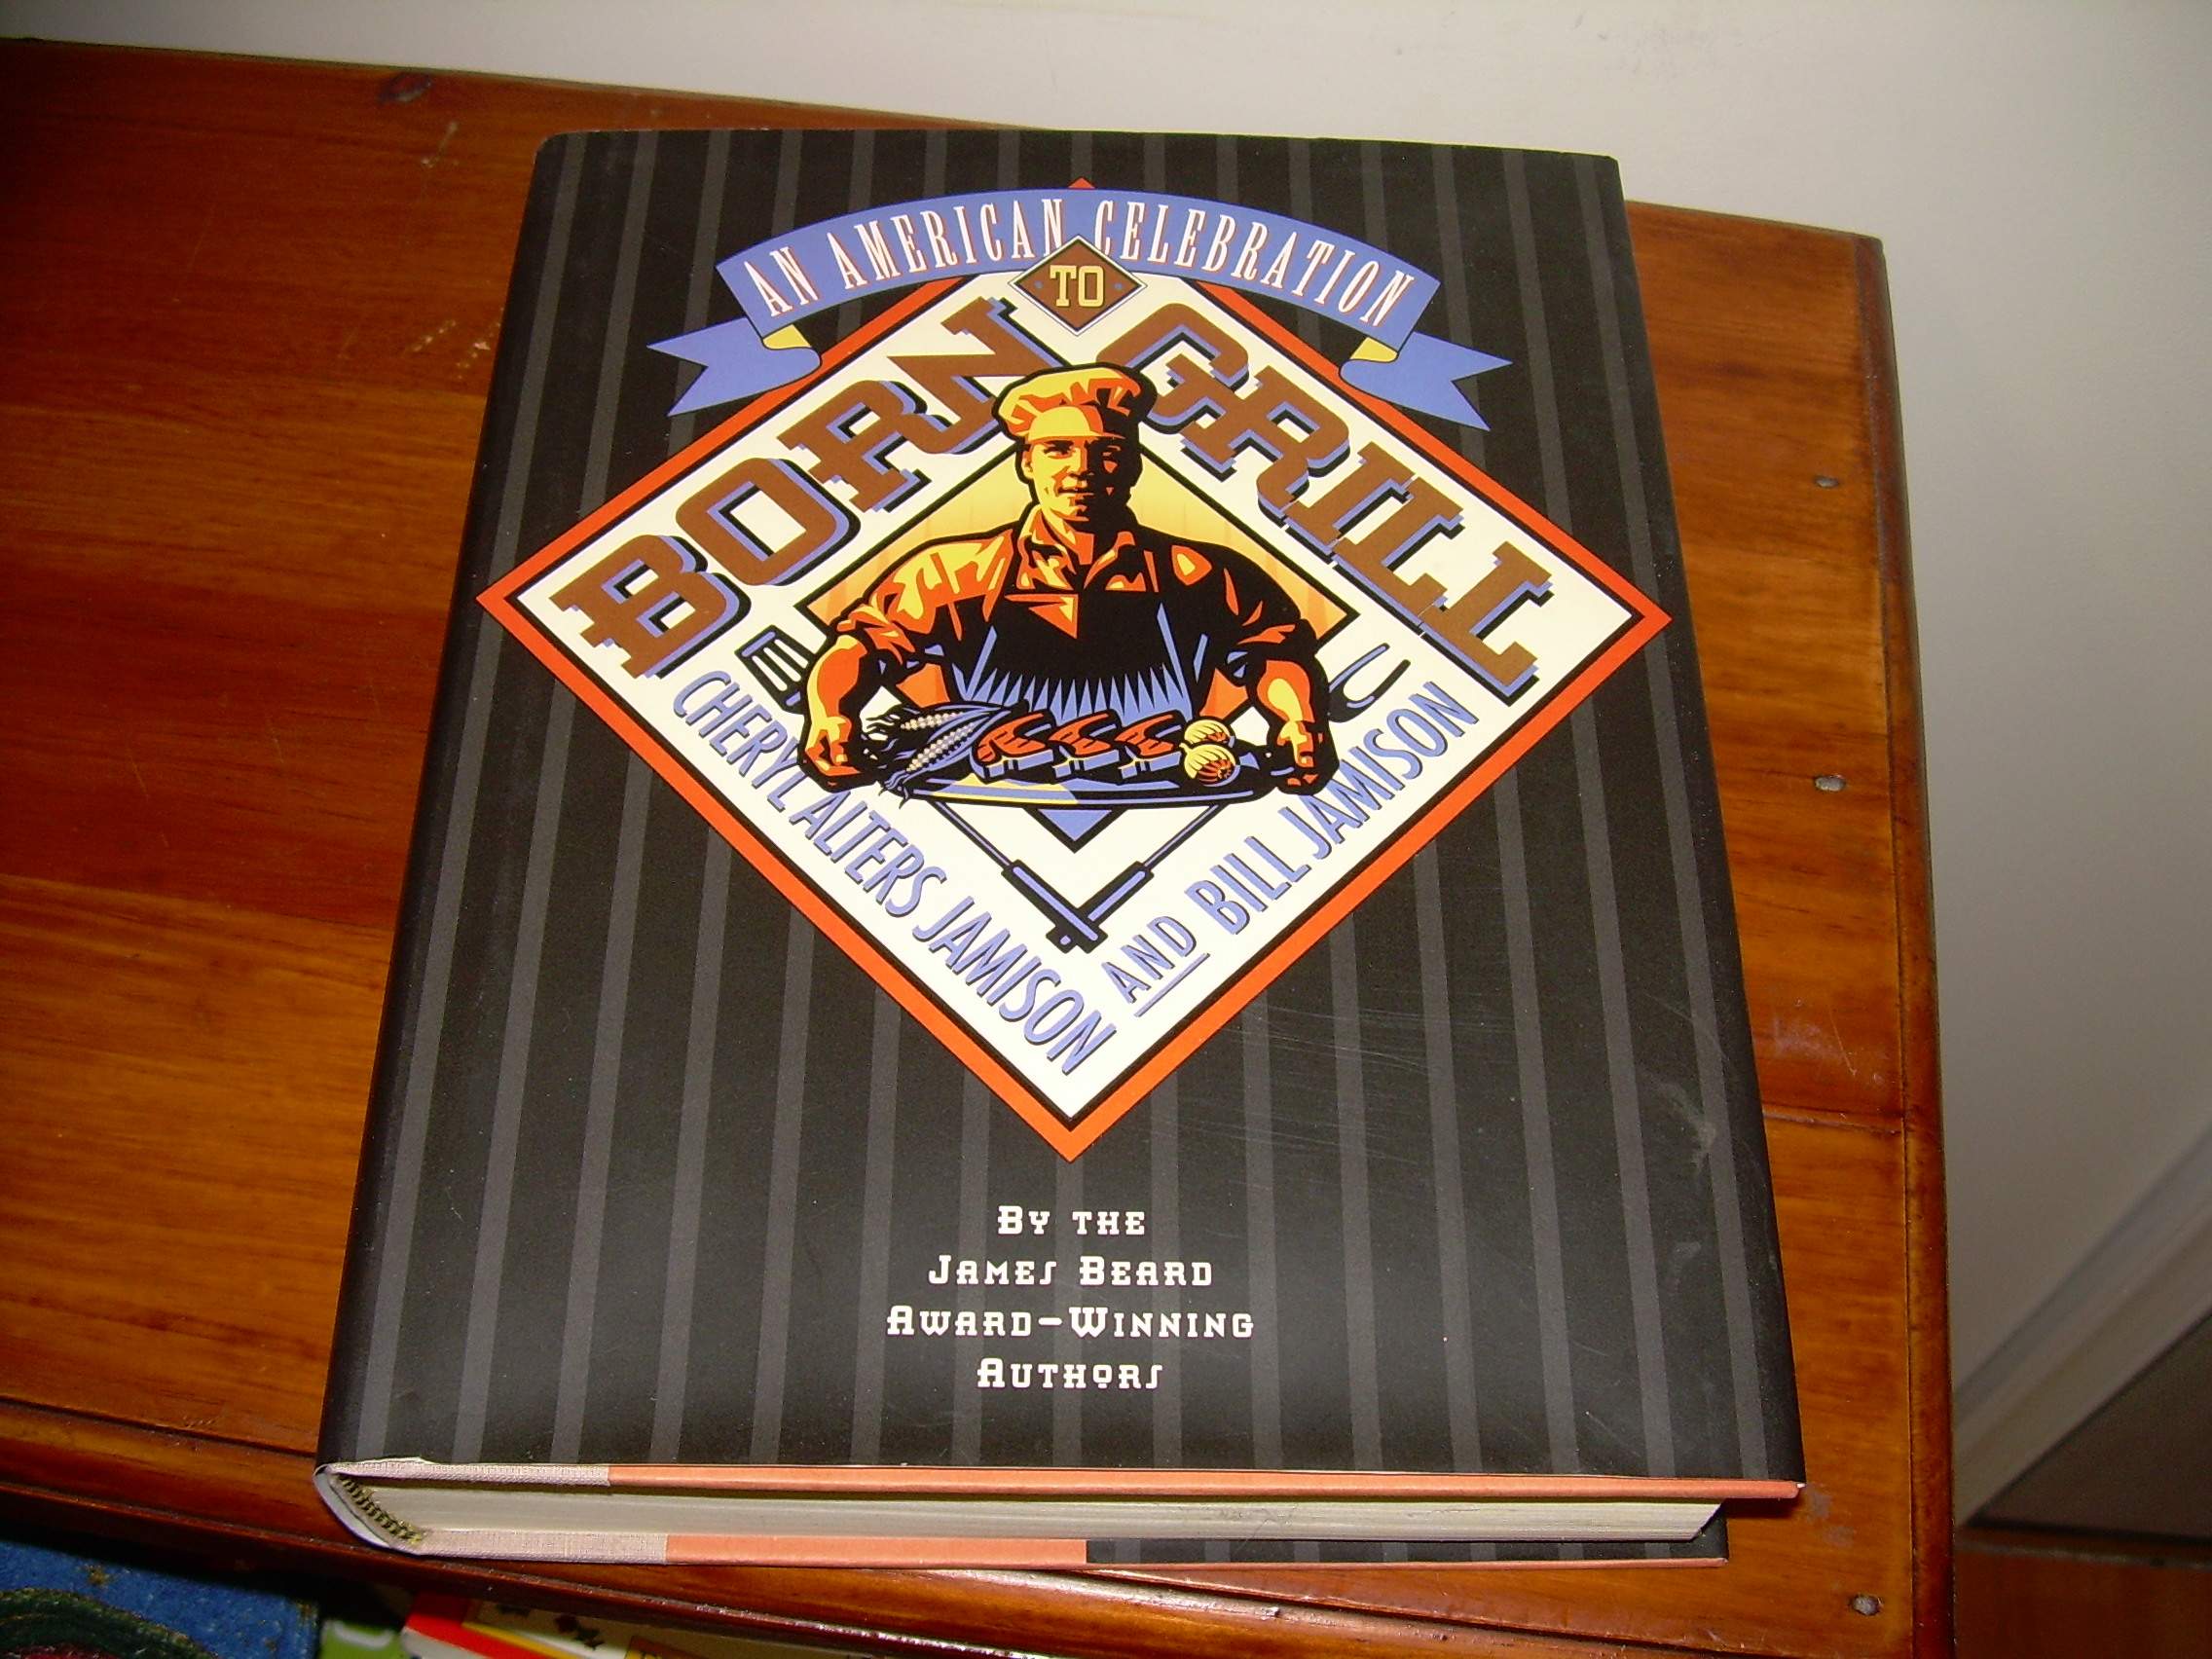 AN AMERICAN CELEBRATION
BORN TO GRILL
CHERYL ALTERS JAMISON
AND BILL JAMISON
BY THE
JAMES BEARD
AWARD-WINNING
AUTHORS